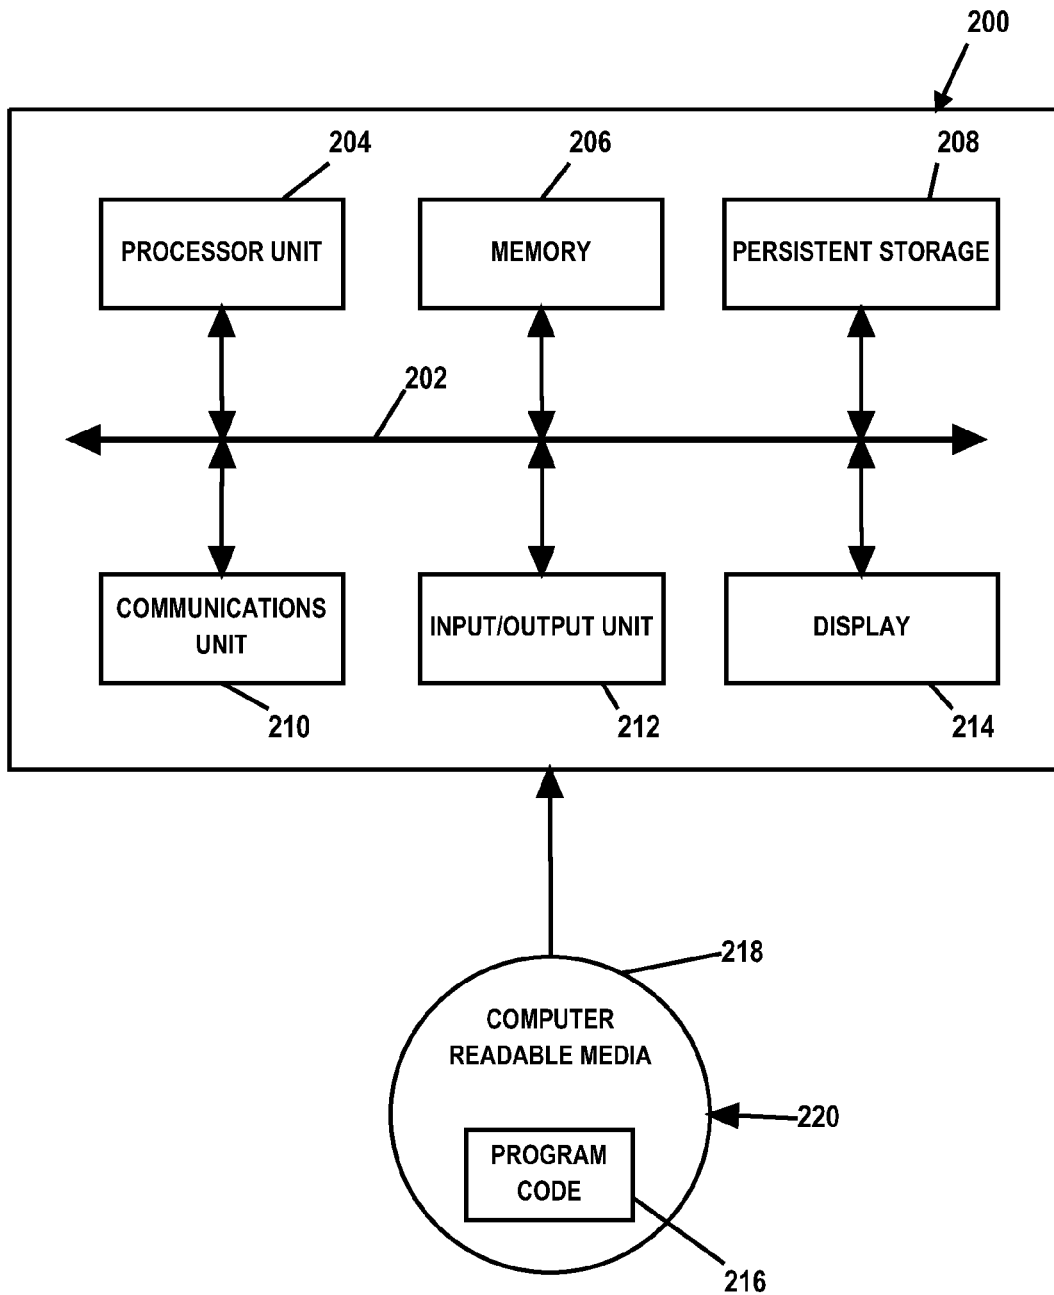 200
204
206
208
PROCESSOR UNIT
MEMORY
PERSISTENT STORAGE
202
COMMUNICATIONS
UNIT
INPUT/OUTPUT UNIT
DISPLAY
210
212
214
218
COMPUTER
READABLE MEDIA
220
PROGRAM
CODE
216